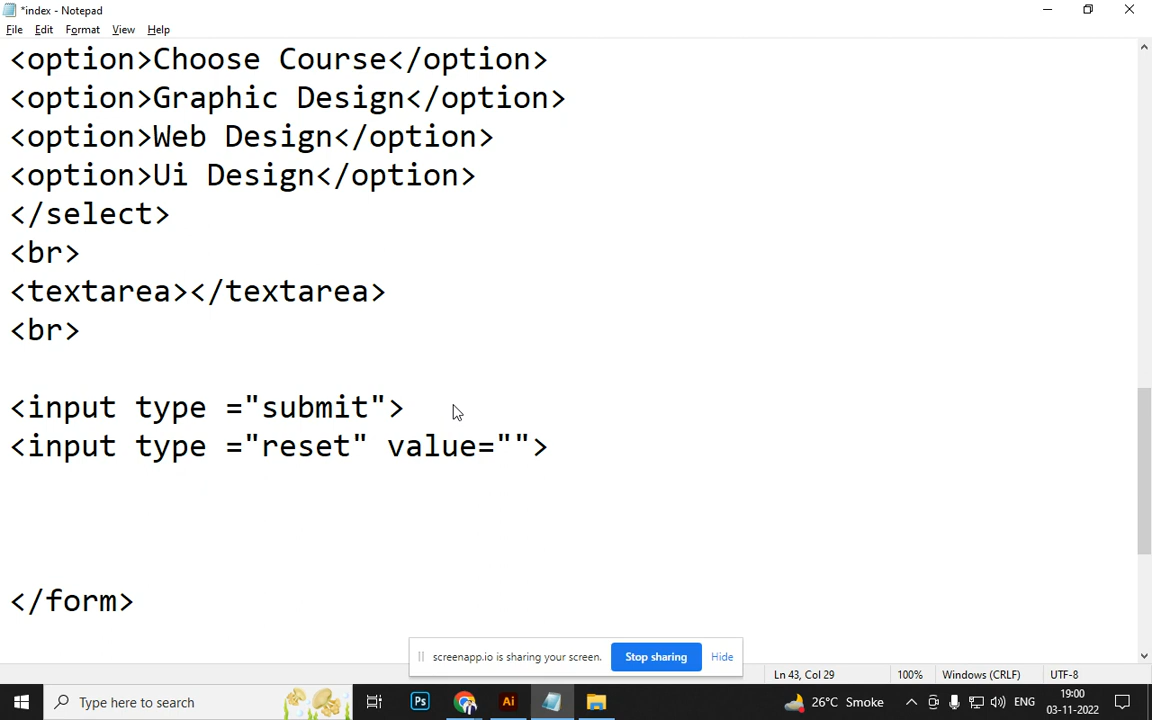 *index - Notepad
File Edit Format View Help
<option>Choose Course</option>
<option>Graphic Design</option>
<option>Web Design</option>
<option>Ui Design</option>
</select>
<br>
<textarea></textarea>
<br>
<input type ="submit">
<input type ="reset" value="">
</form>
screenapp.io is sharing your screen. Stop sharing Hide
Ln 43, Col 29 100% Windows (CRLF) UTF-8
Type here to search Ps Ai 26°C Smoke ENG 19:00
03-11-2022